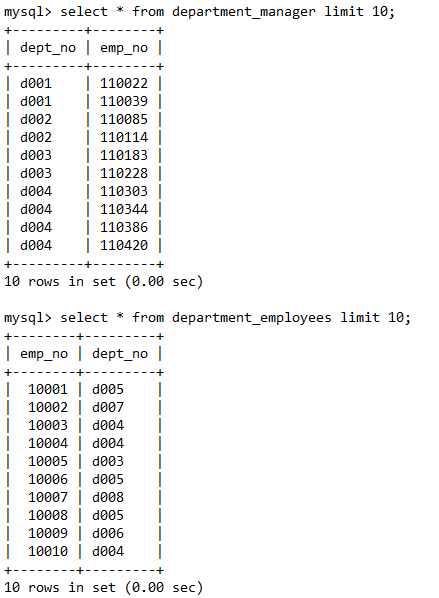 mysql> select * from department_manager limit 10;
+---------+--------+
| dept_no | emp_no |
+---------+--------+
| d001    | 110022 |
| d001    | 110039 |
| d002    | 110085 |
| d002    | 110114 |
| d003    | 110183 |
| d003    | 110228 |
| d004    | 110303 |
| d004    | 110344 |
| d004    | 110386 |
| d004    | 110420 |
+---------+--------+
10 rows in set (0.00 sec)

mysql> select * from department_employees limit 10;
+--------+---------+
| emp_no | dept_no |
+--------+---------+
|  10001 | d005    |
|  10002 | d007    |
|  10003 | d004    |
|  10004 | d004    |
|  10005 | d003    |
|  10006 | d005    |
|  10007 | d008    |
|  10008 | d005    |
|  10009 | d006    |
|  10010 | d004    |
+--------+---------+
10 rows in set (0.00 sec)